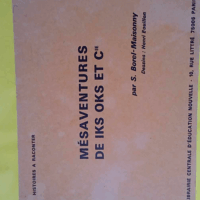 HISTOIRES A RACONTER
MÉSAVENTURES
DE IKS OKS ET Cie
par S. Borel-Maisonny
Dessins : Henri Fouillen
LIBRAIRIE CENTRALE D'ÉDUCATION NOUVELLE - 10, RUE LITTRÉ 75006 PARIS